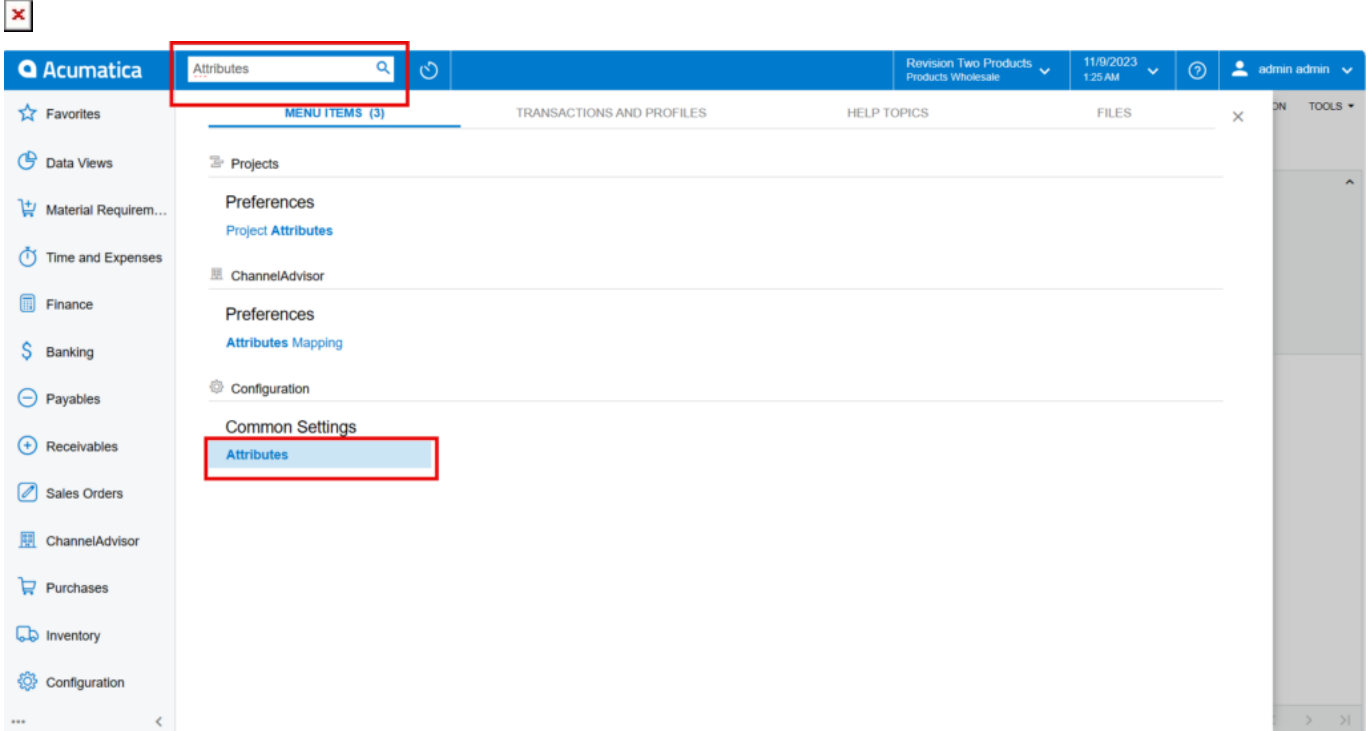 Acumatica
Attributes
Revision Two Products
Products Wholesale
11/9/2023
1:25 AM
admin admin
Favorites
Data Views
Material Requirem...
Time and Expenses
Finance
Banking
Payables
Receivables
Sales Orders
ChannelAdvisor
Purchases
Inventory
Configuration
MENU ITEMS (3)
TRANSACTIONS AND PROFILES
HELP TOPICS
FILES
TOOLS
Projects
Preferences
Project Attributes
ChannelAdvisor
Preferences
Attributes Mapping
Configuration
Common Settings
Attributes